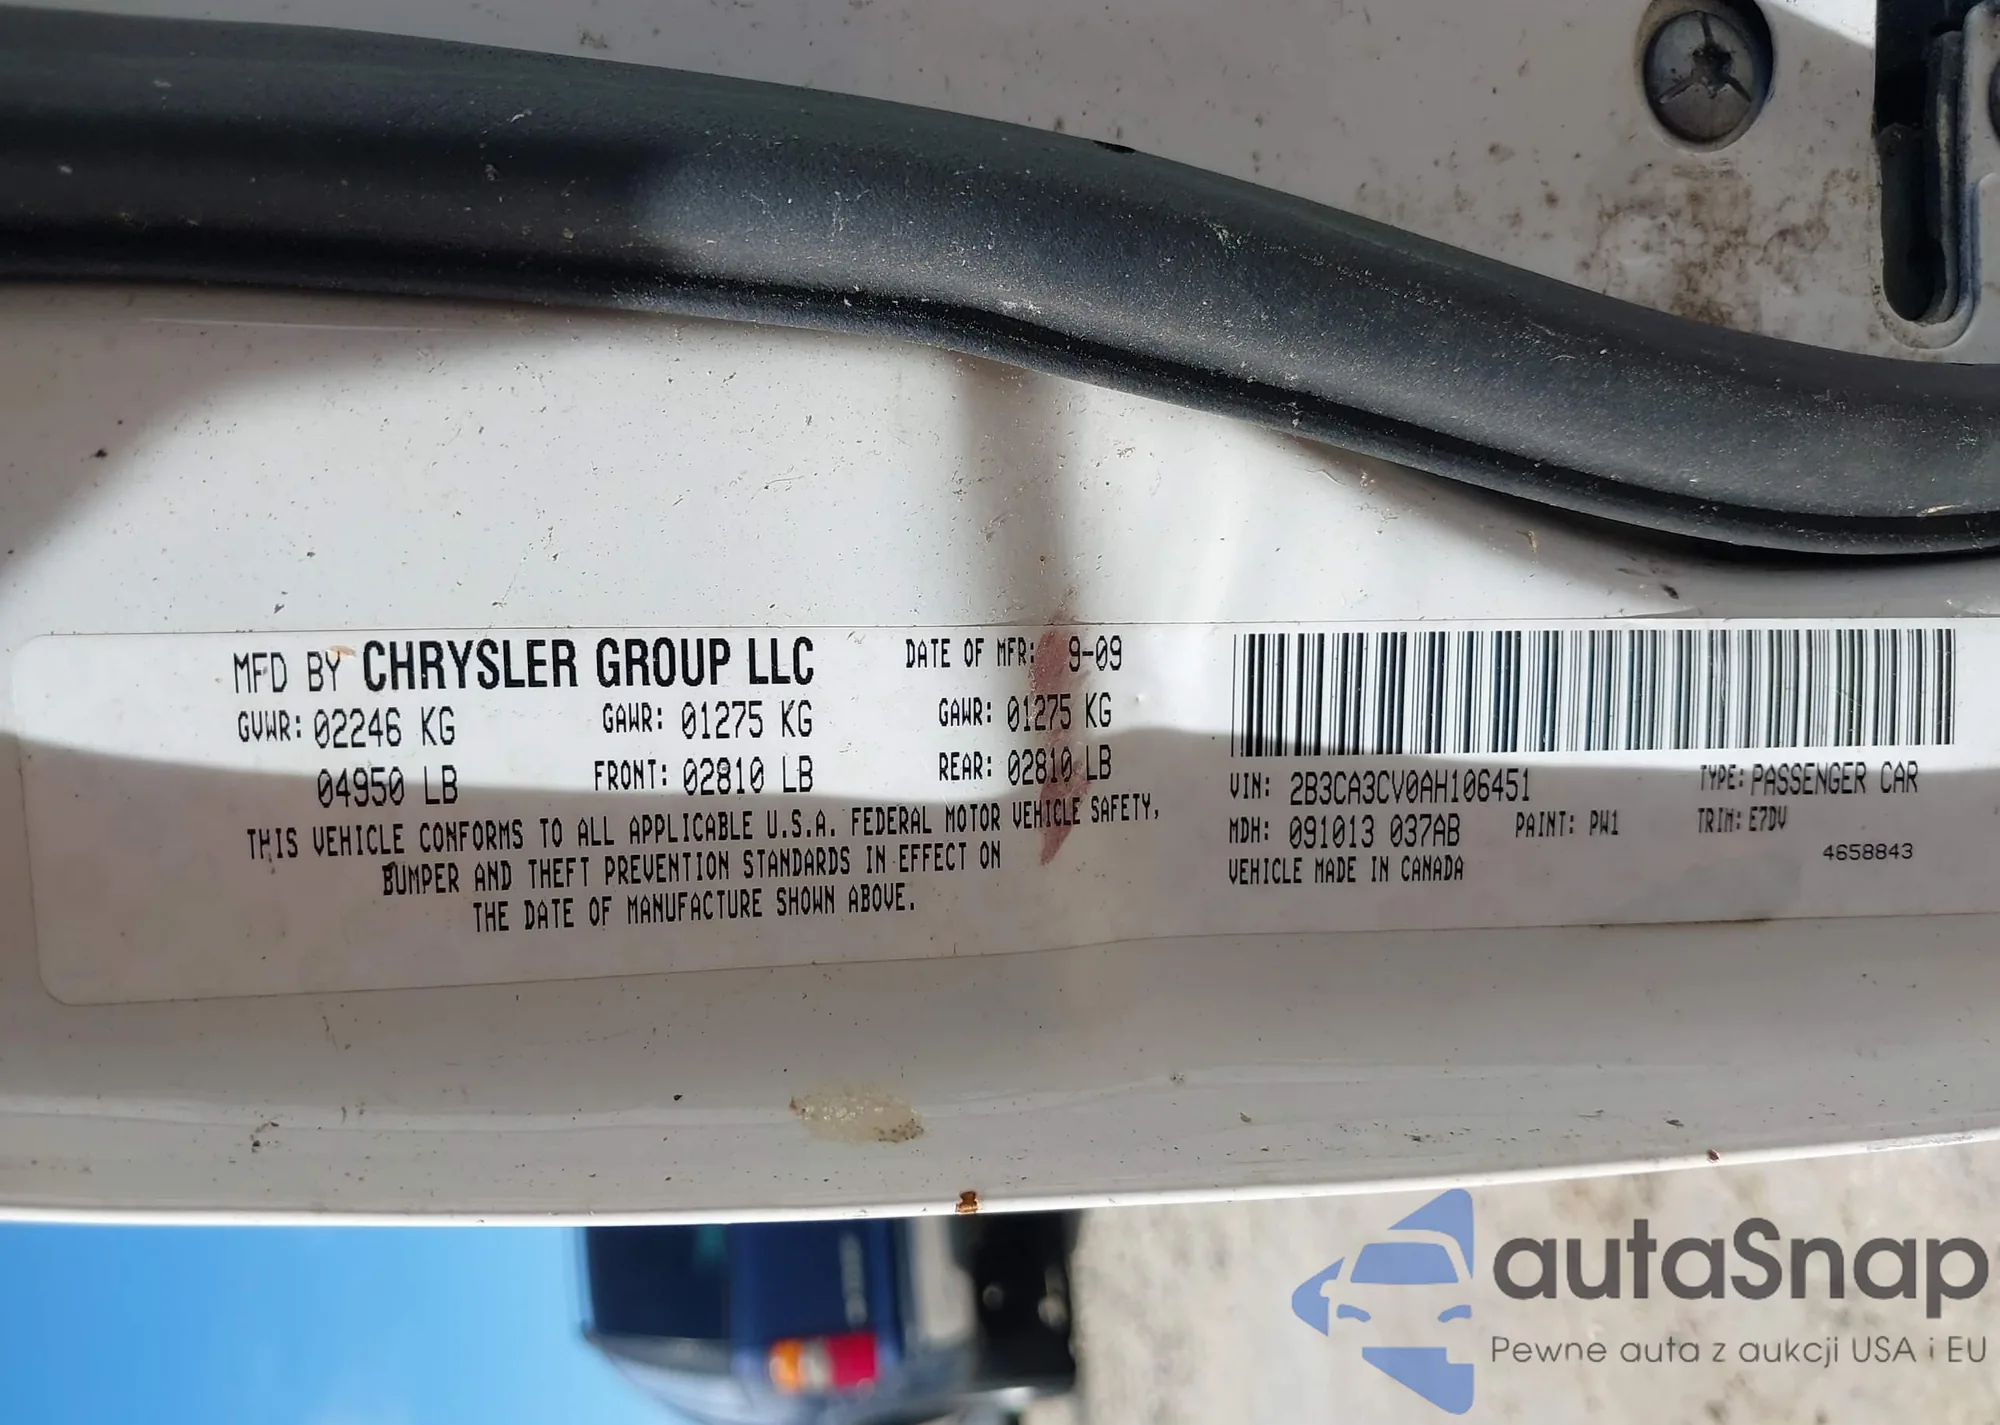 MFD BY CHRYSLER GROUP LLC
DATE OF MFR: 9-09
GVWR: 02246 KG
04950 LB
GAWR: 01275 KG
FRONT: 02810 LB
GAWR: 01275 KG
REAR: 02810 LB
THIS VEHICLE CONFORMS TO ALL APPLICABLE U.S.A. FEDERAL MOTOR VEHICLE SAFETY,
BUMPER AND THEFT PREVENTION STANDARDS IN EFFECT ON
THE DATE OF MANUFACTURE SHOWN ABOVE.
VIN: 2B3CA3CV0AH106451
TYPE: PASSENGER CAR
MDH: 091013 037AB
PAINT: PW1
TRIM: E7DV
VEHICLE MADE IN CANADA
4658843
autaSnap
Pewne auta z aukcji USA i EU